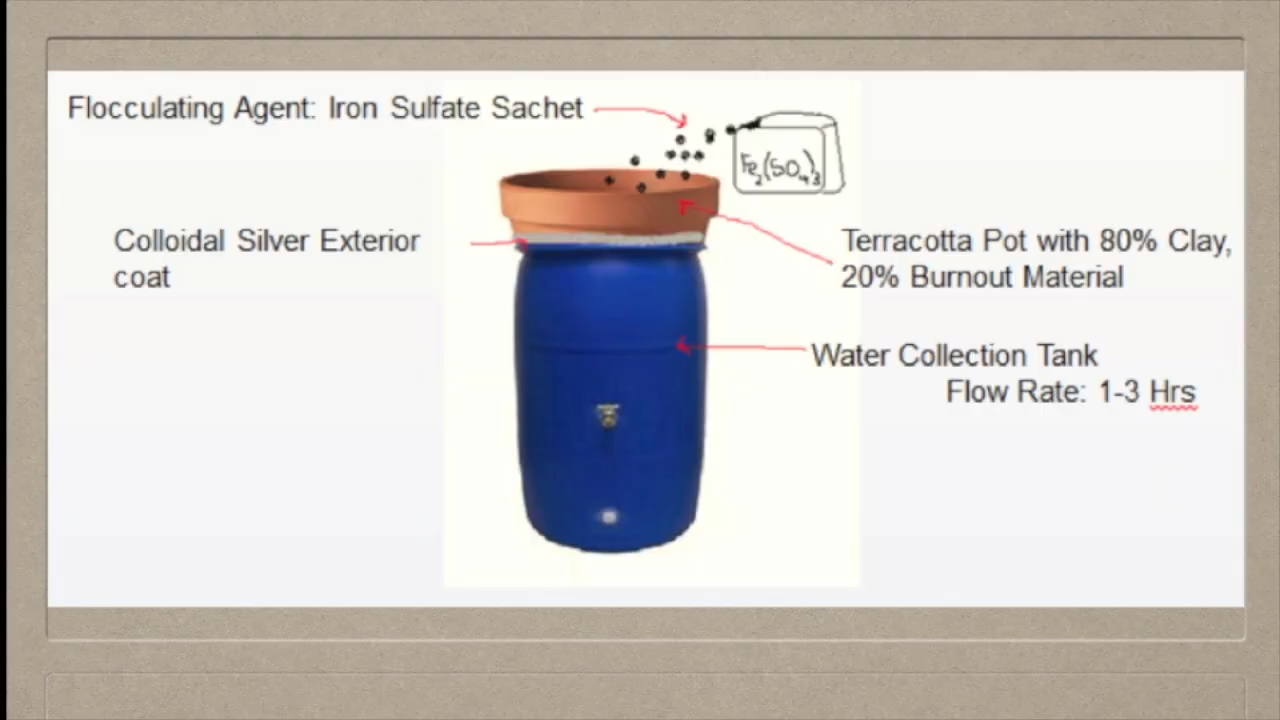 Flocculating Agent: Iron Sulfate Sachet
Fe2(SO4)3
Colloidal Silver Exterior
coat
Terracotta Pot with 80% Clay,
20% Burnout Material
Water Collection Tank
Flow Rate: 1-3 Hrs